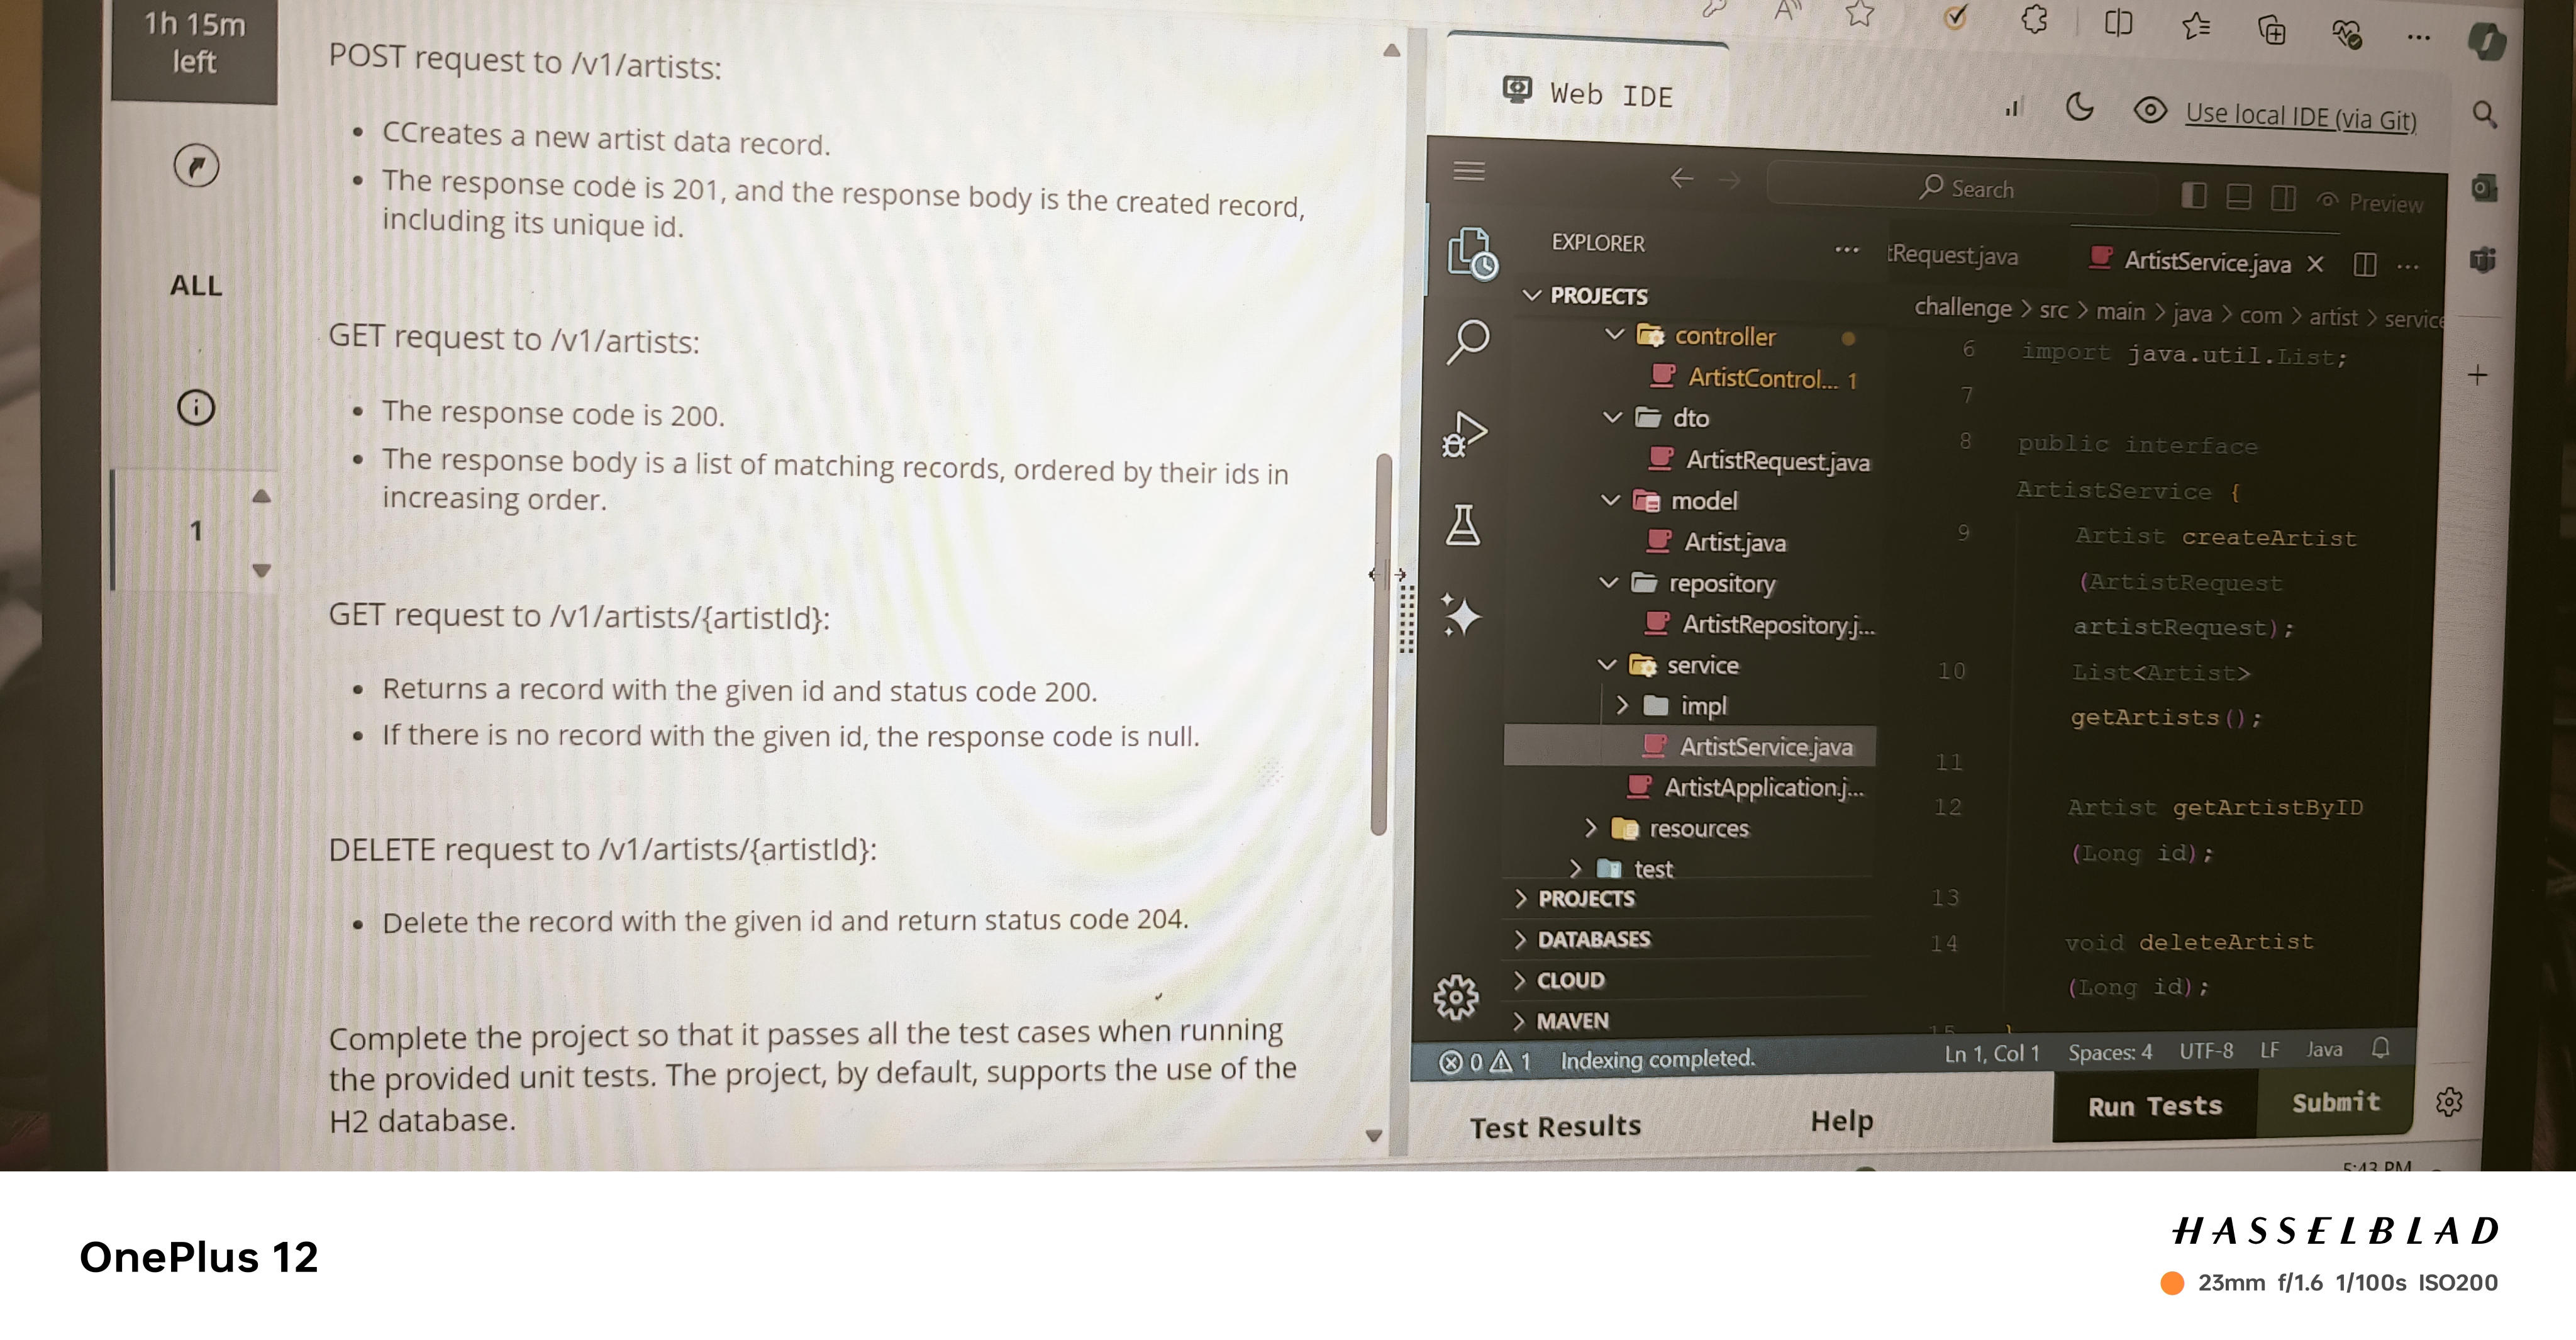 1h 15m
left
ALL
1
POST request to /v1/artists:
• CCreates a new artist data record.
• The response code is 201, and the response body is the created record,
including its unique id.
GET request to /v1/artists:
• The response code is 200.
• The response body is a list of matching records, ordered by their ids in
increasing order.
GET request to /v1/artists/{artistId}:
• Returns a record with the given id and status code 200.
• If there is no record with the given id, the response code is null.
DELETE request to /v1/artists/{artistId}:
• Delete the record with the given id and return status code 204.
Complete the project so that it passes all the test cases when running
the provided unit tests. The project, by default, supports the use of the
H2 database.
Web IDE
Use local IDE (via Git)
Search
Preview
EXPLORER
PROJECTS
controller
ArtistControl... 1
dto
ArtistRequest.java
model
Artist.java
repository
ArtistRepository.j...
service
impl
ArtistService.java
ArtistApplication.j...
resources
test
PROJECTS
DATABASES
CLOUD
MAVEN
tRequest.java
ArtistService.java
challenge > src > main > java > com > artist > service
6 import java.util.List;
7
8 public interface
ArtistService {
9 Artist createArtist
(ArtistRequest
artistRequest);
10 List<Artist>
getArtists();
11
12 Artist getArtistByID
(Long id);
13
14 void deleteArtist
(Long id);
15 }
0 1 Indexing completed.
Ln 1, Col 1 Spaces: 4 UTF-8 LF Java
Test Results
Help
Run Tests
Submit
5:43 PM
OnePlus 12
HASSELBLAD
23mm f/1.6 1/100s ISO200